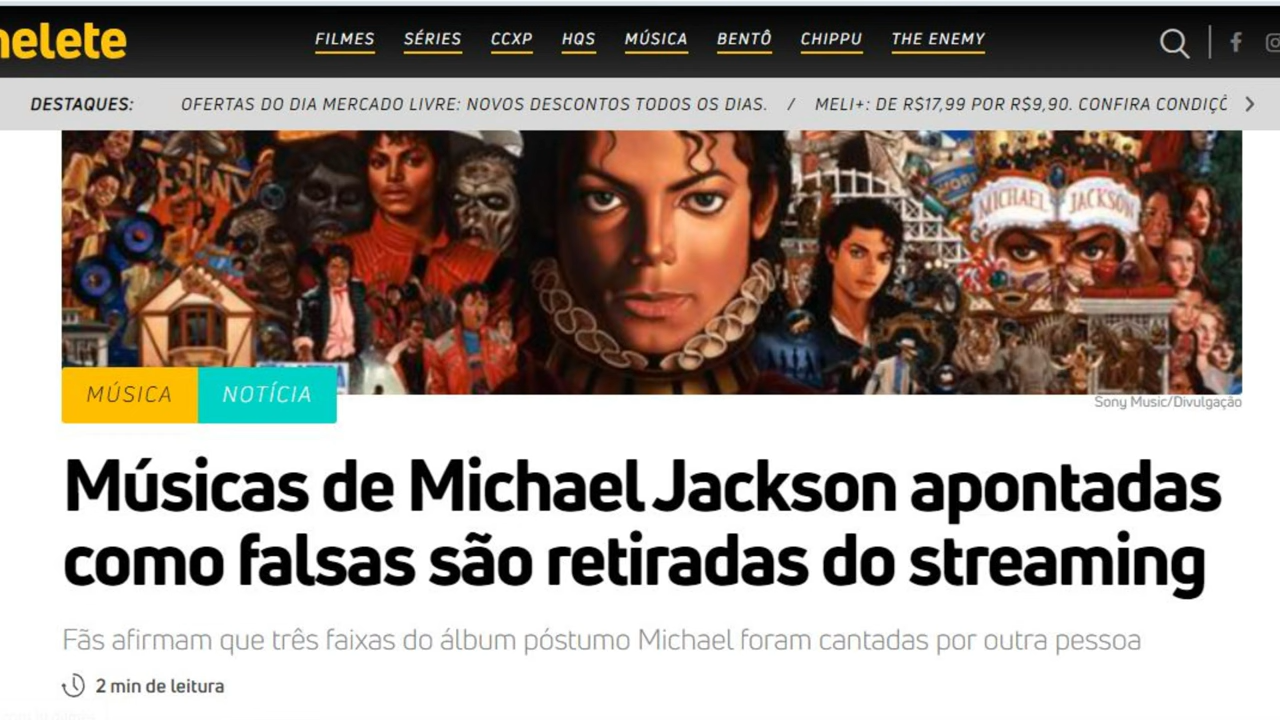 nelete
FILMES SÉRIES CCXP HQS MÚSICA BENTÔ CHIPPU THE ENEMY
DESTAQUES: OFERTAS DO DIA MERCADO LIVRE: NOVOS DESCONTOS TODOS OS DIAS. / MELI+: DE R$17,99 POR R$9,90. CONFIRA CONDIÇÕ
MICHAEL JACKSON
MÚSICA NOTÍCIA
Sony Music/Divulgação
Músicas de Michael Jackson apontadas
como falsas são retiradas do streaming
Fãs afirmam que três faixas do álbum póstumo Michael foram cantadas por outra pessoa
2 min de leitura